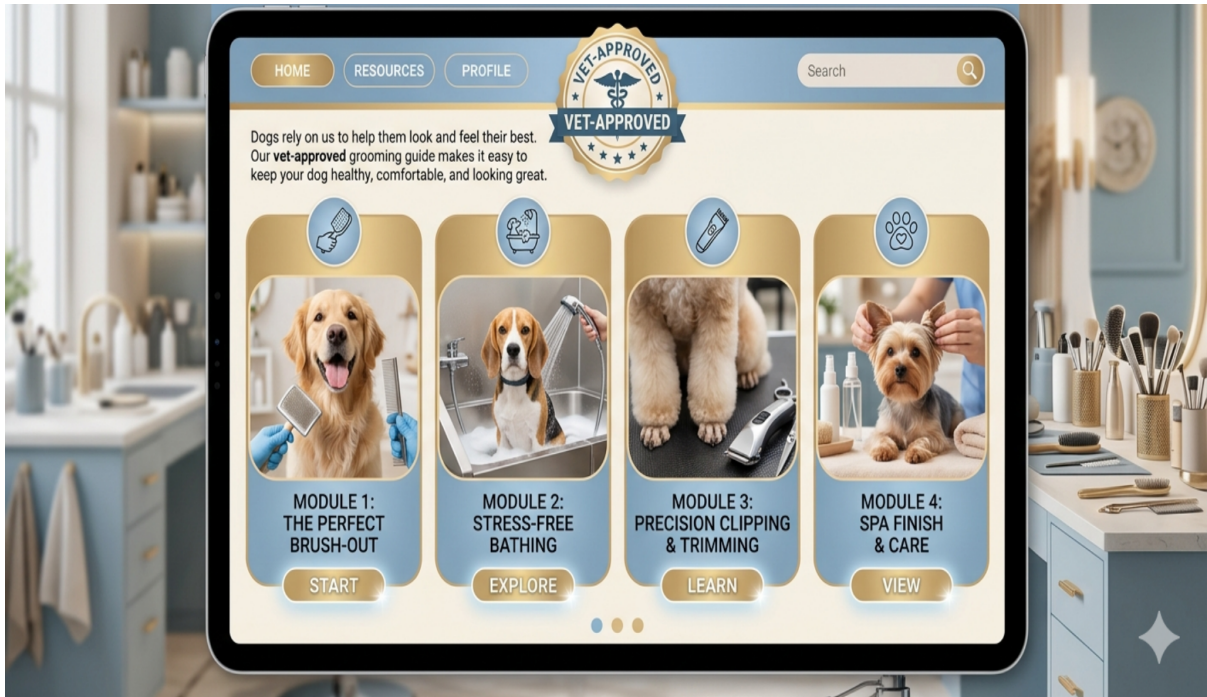 HOME
RESOURCES
PROFILE
VET-APPROVED
VET-APPROVED
Search
Dogs rely on us to help them look and feel their best.
Our vet-approved grooming guide makes it easy to
keep your dog healthy, comfortable, and looking great.
MODULE 1:
THE PERFECT
BRUSH-OUT
START
MODULE 2:
STRESS-FREE
BATHING
EXPLORE
MODULE 3:
PRECISION CLIPPING
& TRIMMING
LEARN
MODULE 4:
SPA FINISH
& CARE
VIEW